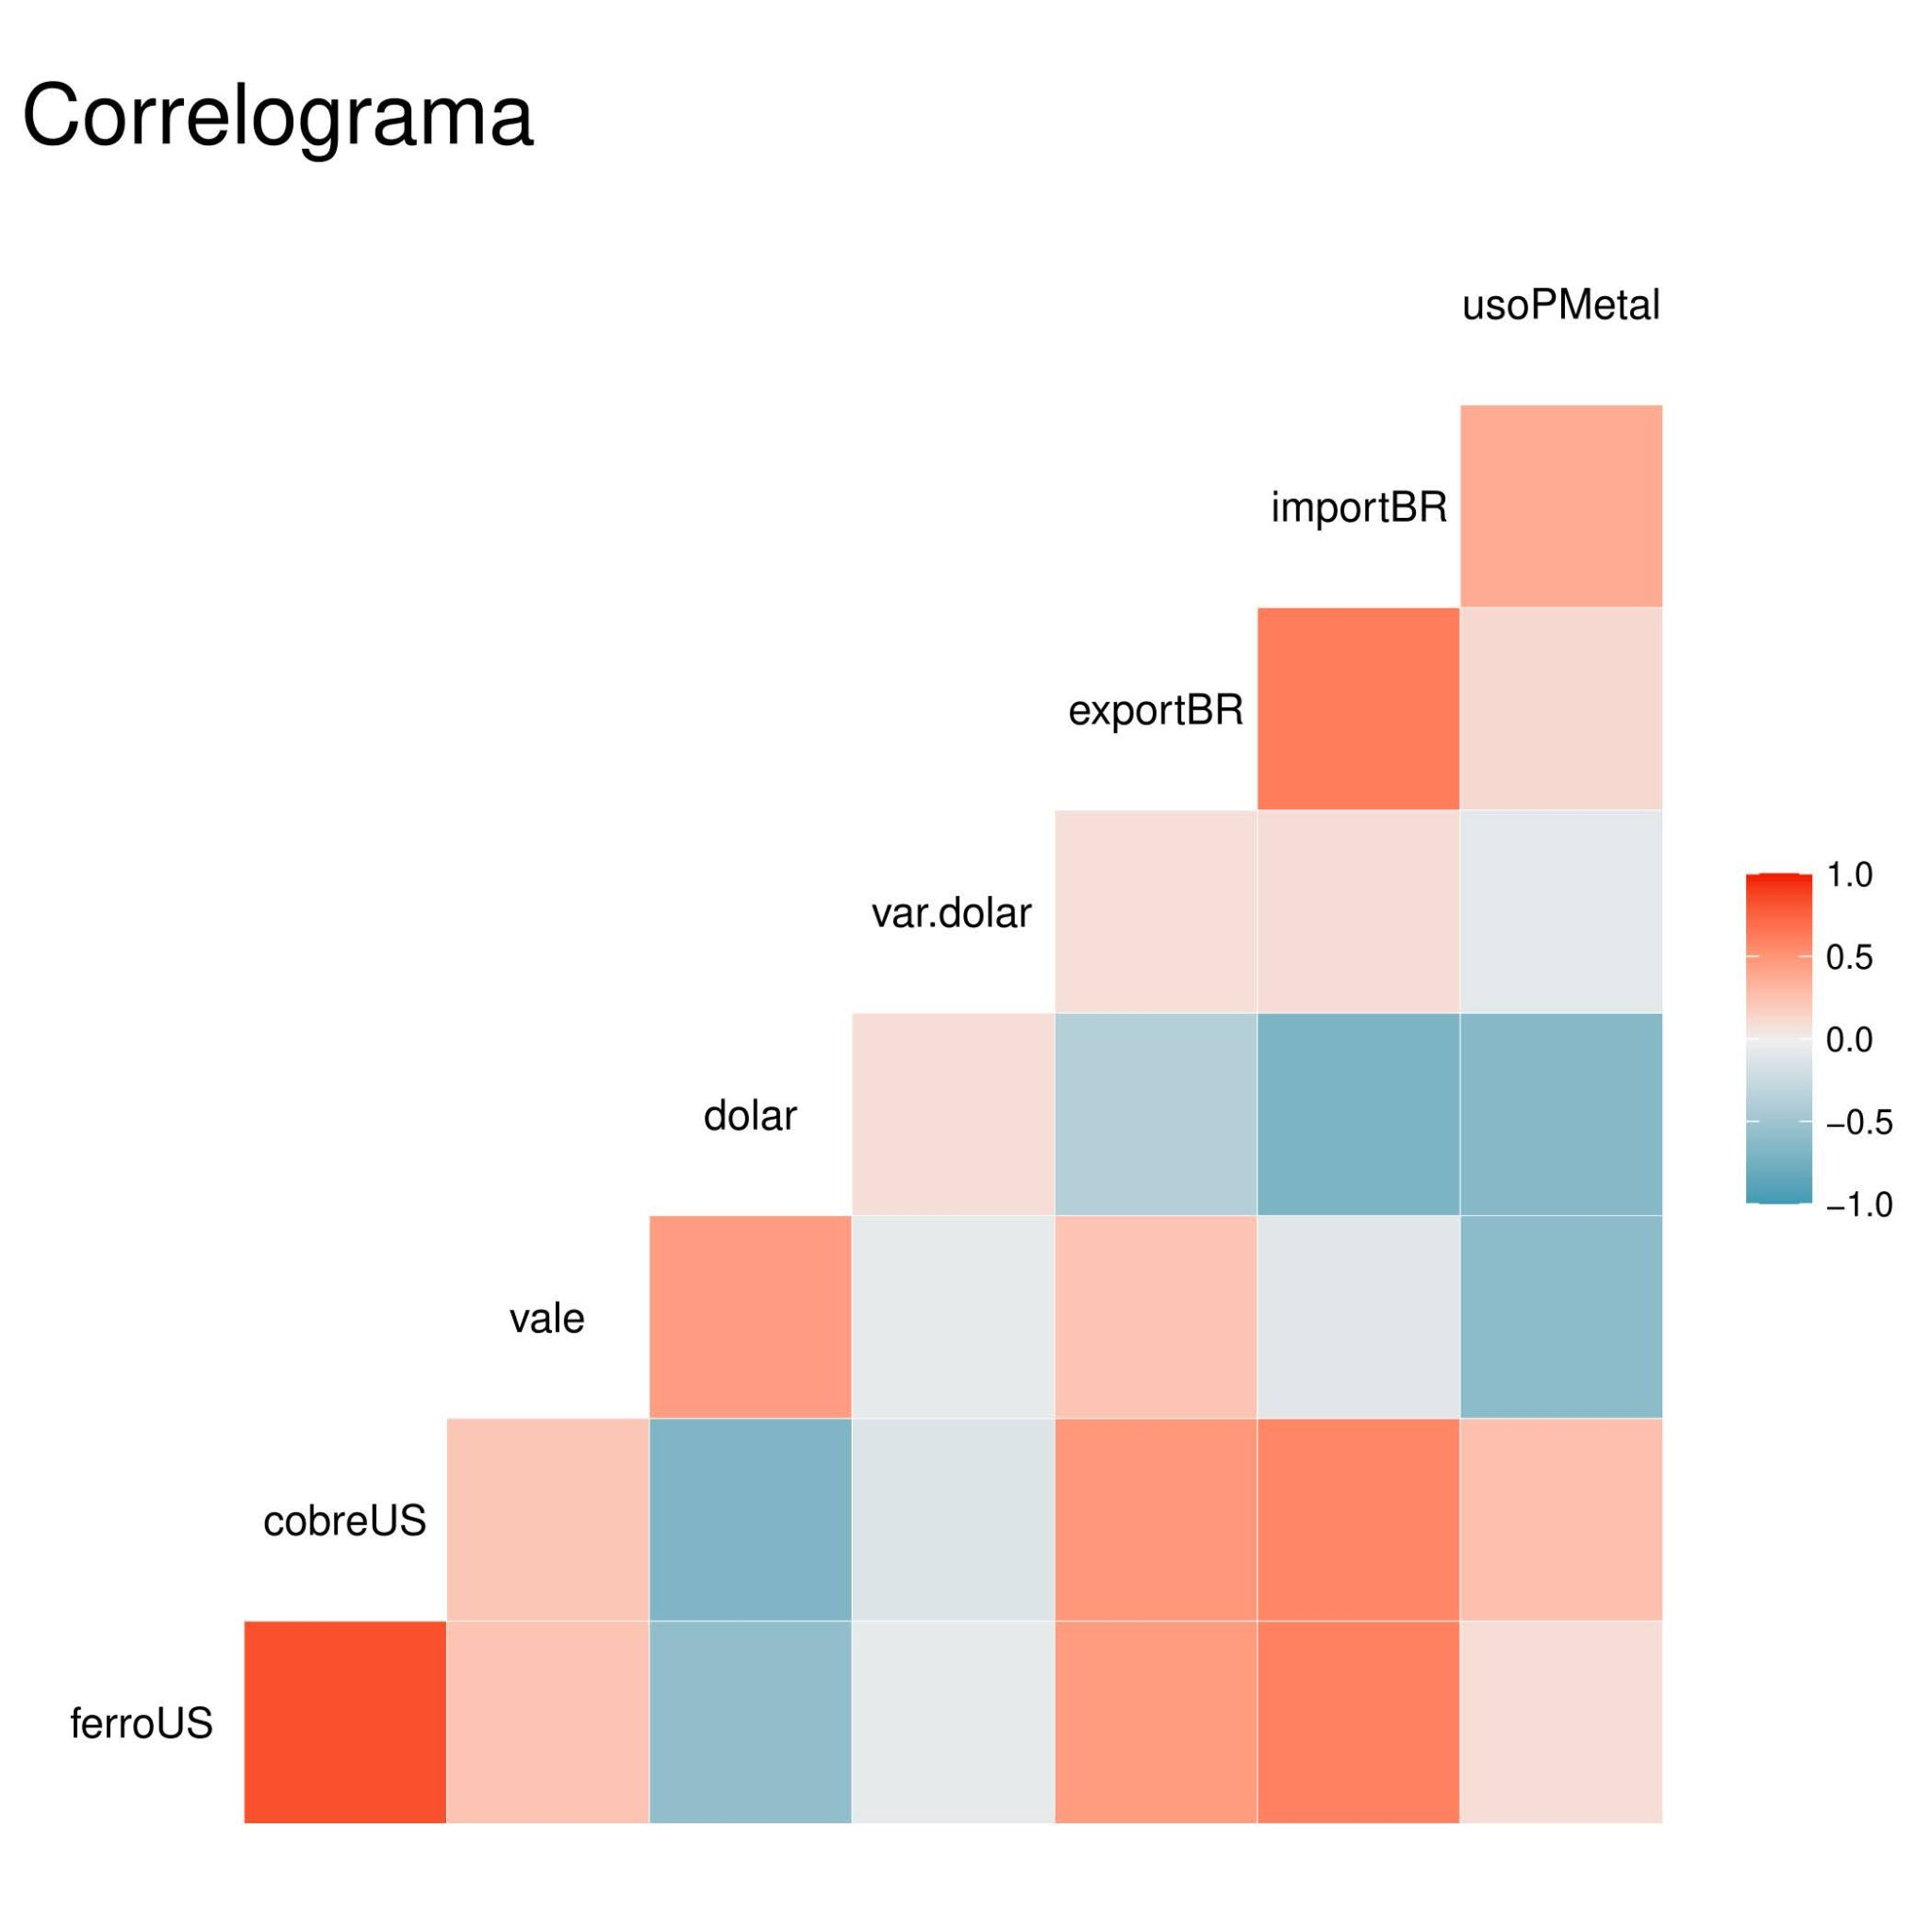 Correlograma
usoPMetal
importBR
exportBR
var.dolar
dolar
vale
cobreUS
ferroUS
1.0
0.5
0.0
−0.5
−1.0